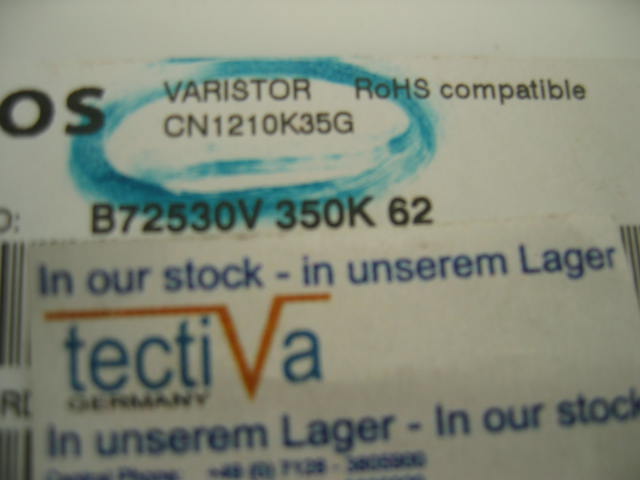 OS VARISTOR RoHS compatible
CN1210K35G
D: B72530V 350K 62
In our stock - in unserem Lager
tectiVa
GERMANY
In unserem Lager - In our stock